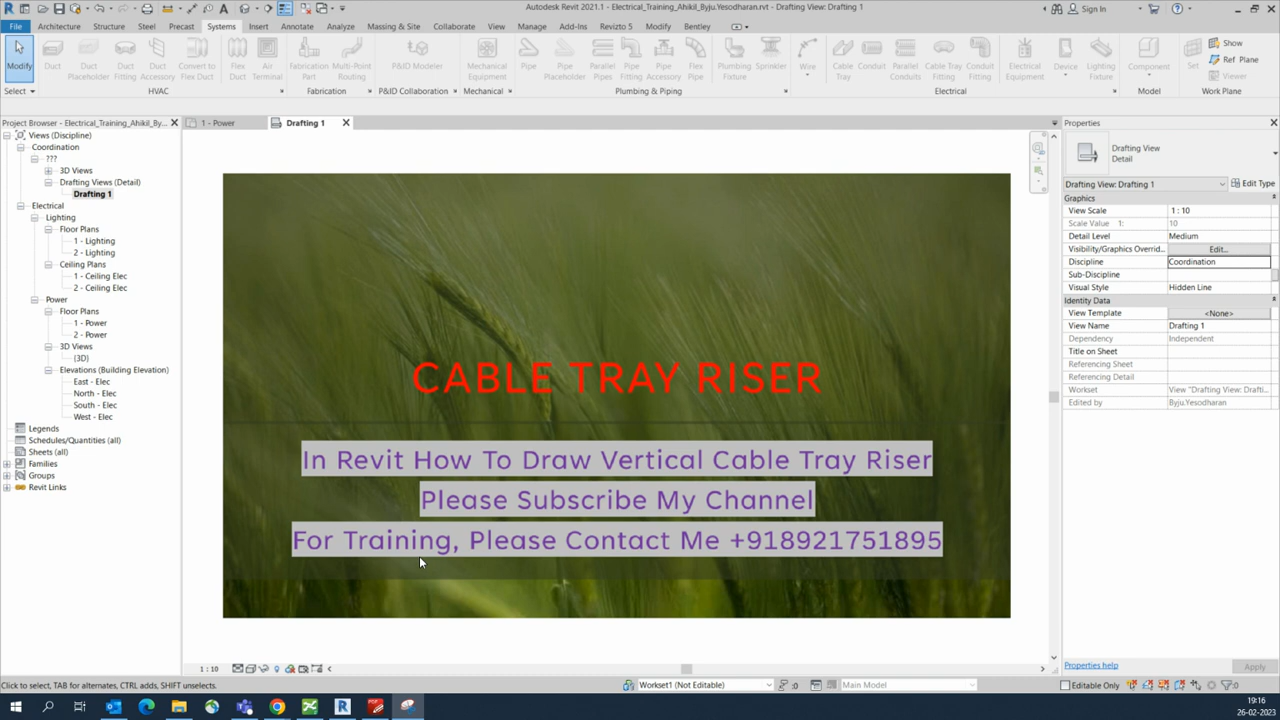 Autodesk Revit 2021.1 - Electrical_Training_Ahikil_Byju.Yesodharan.rvt - Drafting View: Drafting 1
Sign In
File Architecture Structure Steel Precast Systems Insert Annotate Analyze Massing & Site Collaborate View Manage Add-Ins Revizto 5 Modify Bentley
Modify Duct Duct Placeholder Duct Fitting Duct Accessory Convert to Flex Duct Flex Duct Air Terminal Fabrication Part Multi-Point Routing P&ID Modeler Mechanical Equipment Pipe Pipe Placeholder Parallel Pipes Pipe Fitting Pipe Accessory Flex Pipe Plumbing Fixture Sprinkler Wire Cable Tray Conduit Parallel Conduits Cable Tray Fitting Conduit Fitting Electrical Equipment Device Lighting Fixture Component Set Show Ref Plane Viewer
Select HVAC Fabrication P&ID Collaboration Mechanical Plumbing & Piping Electrical Model Work Plane
Project Browser - Electrical_Training_Ahikil_By...
Views (Discipline)
Coordination
???
3D Views
Drafting Views (Detail)
Drafting 1
Electrical
Lighting
Floor Plans
1 - Lighting
2 - Lighting
Ceiling Plans
1 - Ceiling Elec
2 - Ceiling Elec
Power
Floor Plans
1 - Power
2 - Power
3D Views
{3D}
Elevations (Building Elevation)
East - Elec
North - Elec
South - Elec
West - Elec
Legends
Schedules/Quantities (all)
Sheets (all)
Families
Groups
Revit Links
1 - Power
Drafting 1
CABLE TRAY RISER
In Revit How To Draw Vertical Cable Tray Riser
Please Subscribe My Channel
For Training, Please Contact Me +918921751895
Properties
Drafting View
Detail
Drafting View: Drafting 1 Edit Type
Graphics
View Scale 1 : 10
Scale Value 1: 10
Detail Level Medium
Visibility/Graphics Overrid... Edit...
Discipline Coordination
Sub-Discipline
Visual Style Hidden Line
Identity Data
View Template <None>
View Name Drafting 1
Dependency Independent
Title on Sheet
Referencing Sheet
Referencing Detail
Workset View "Drafting View: Drafti...
Edited by Byju.Yesodharan
Properties help Apply
1 : 10
Click to select, TAB for alternates, CTRL adds, SHIFT unselects.
Workset1 (Not Editable) :0 Main Model Editable Only :0
19:16
26-02-2023